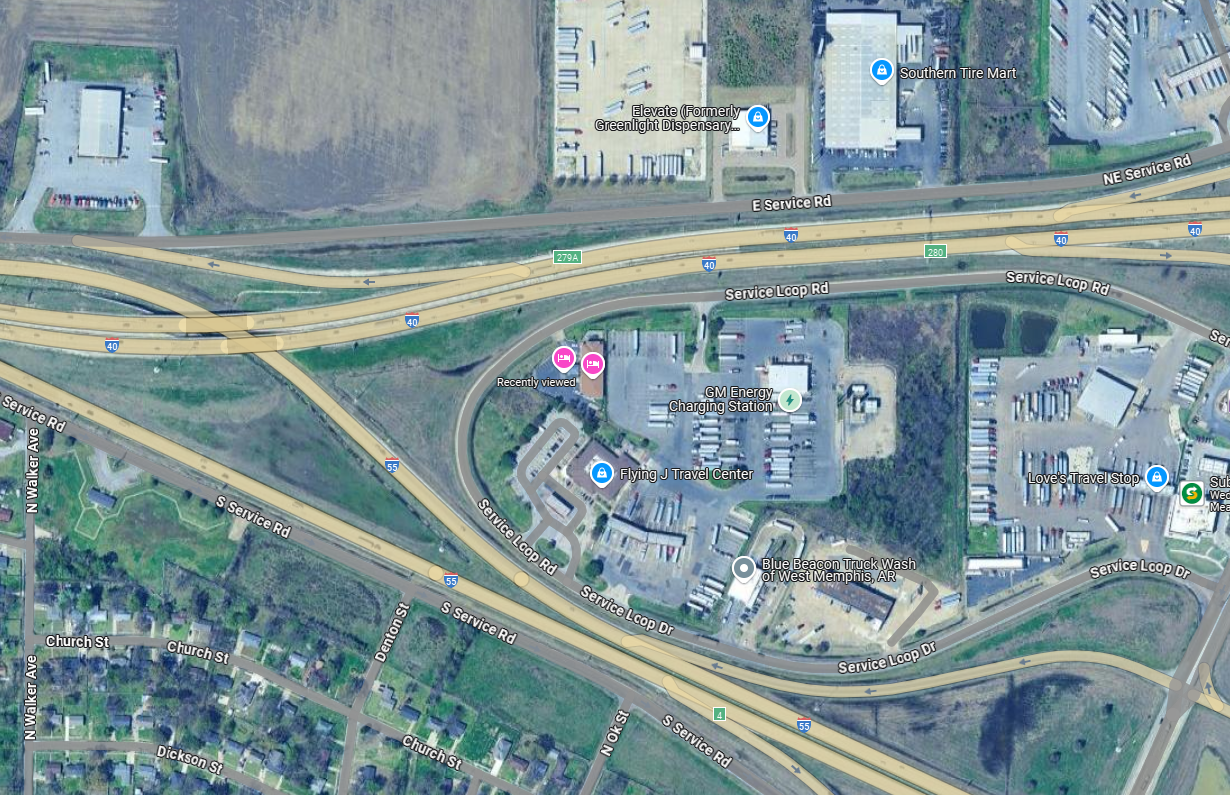 Southern Tire Mart
Elevate (Formerly
Greenlight Dispensary...
NE Service Rd
E Service Rd
40
40
40
279A
280
40
Service Loop Rd
Service Loop Rd
40
40
Recently viewed
GM Energy
Charging Station
Service Rd
N Walker Ave
55
Flying J Travel Center
Love's Travel Stop
S Service Rd
Service Loop Rd
Blue Beacon Truck Wash
of West Memphis, AR
Service Loop Dr
55
Service Loop Dr
S Service Rd
Denton St
Church St
Church St
Service Loop Dr
N Walker Ave
4
55
N Ok St
S Service Rd
Church St
Dickson St